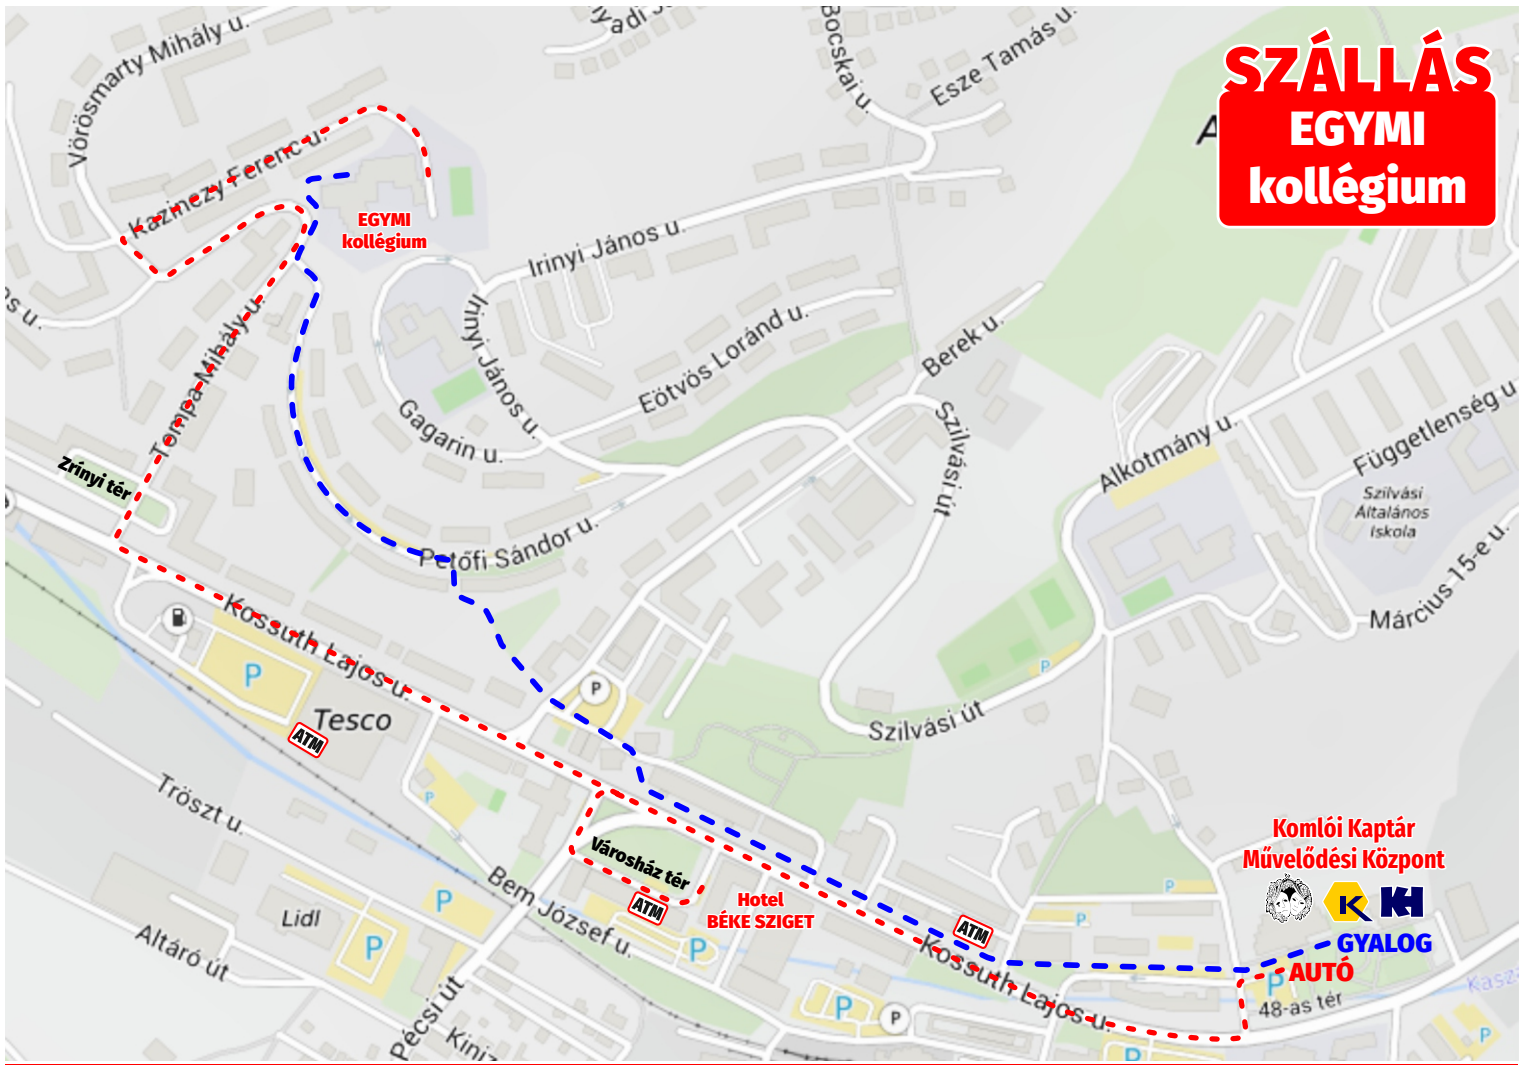 SZÁLLÁS
EGYMI
kollégium
Vörösmarty Mihály u.
Bocskai u.
Esze Tamás u.
Kazinczy Ferenc u.
EGYMI
kollégium
Irinyi János u.
Irinyi János u.
Eötvös Loránd u.
Berek u.
Tompa Mihály u.
Gagarin u.
Szilvási út
Alkotmány u.
Függetlenség u
Zrínyi tér
Szilvási
Általános
Iskola
Petőfi Sándor u.
Március 15-e u.
Kossuth Lajos u.
P
P
P
Tesco
ATM
Szilvási út
Tröszt u.
P
Városház tér
ATM
Hotel
BÉKE SZIGET
Komlói Kaptár
Művelődési Központ
K
KH
P
Bem József u.
P
Lidl
P
P
P
ATM
GYALOG
AUTÓ
P
48-as tér
Altáró út
Pécsi út
Kossuth Lajos u.
P
P
P
P